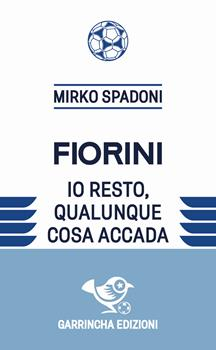 MIRKO SPADONI
FIORINI
IO RESTO,
QUALUNQUE
COSA ACCADA
GARRINCHA EDIZIONI